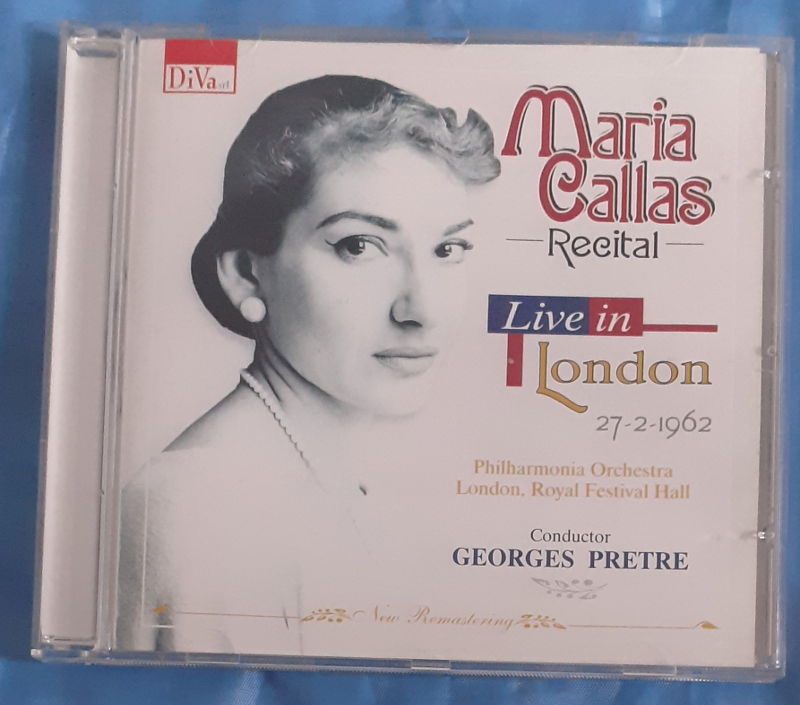 DiVa srl
Maria
Callas
Recital
Live in
London
27-2-1962
Philharmonia Orchestra
London, Royal Festival Hall
Conductor
GEORGES PRETRE
New Remastering